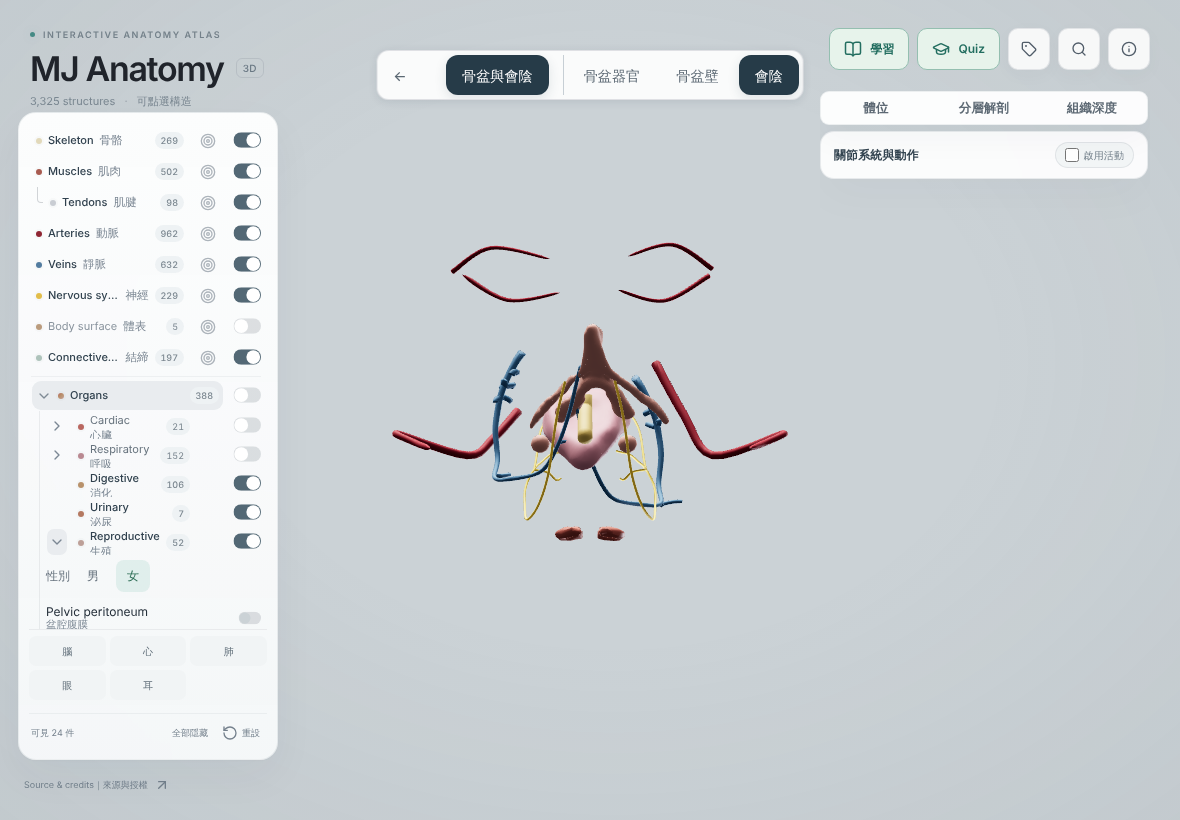 INTERACTIVE ANATOMY ATLAS
MJ Anatomy 3D
3,325 structures · 可點選構造
Skeleton 骨骼 269
Muscles 肌肉 502
Tendons 肌腱 98
Arteries 動脈 962
Veins 靜脈 632
Nervous sy... 神經 229
Body surface 體表 5
Connective... 結締 197
Organs 388
Cardiac 21
心臟
Respiratory 152
呼吸
Digestive 106
消化
Urinary 7
泌尿
Reproductive 52
生殖
性別 男 女
Pelvic peritoneum
盆腔腹膜
腦 心 肺
眼 耳
可見 24 件 全部隱藏 重設
Source & credits | 來源與授權
← 骨盆與會陰 骨盆器官 骨盆壁 會陰
學習 Quiz
體位 分層解剖 組織深度
關節系統與動作 啟用活動